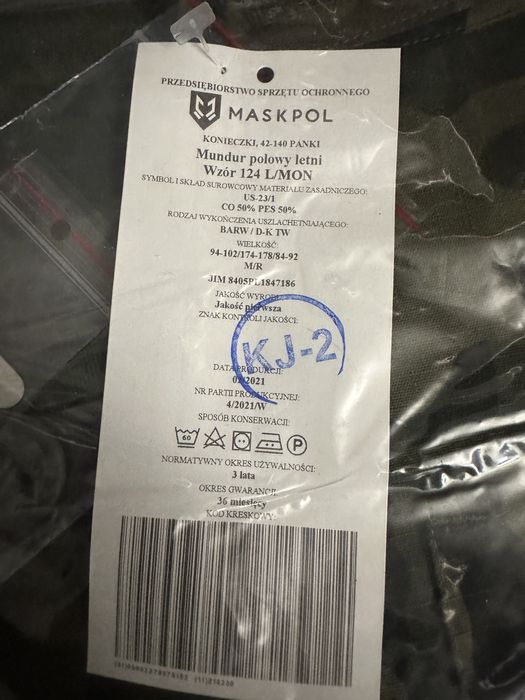 PRZEDSIĘBIORSTWO SPRZĘTU OCHRONNEGO
MASKPOL
KONIECZKI, 42-140 PANKI
Mundur polowy letni
Wzór 124 L/MON
SYMBOL I SKŁAD SUROWCOWY MATERIAŁU ZASADNICZEGO:
US-23/1
CO 50% PES 50%
RODZAJ WYKOŃCZENIA USZLACHETNIAJĄCEGO:
BARW / D-K TW
WIELKOŚĆ:
94-102/174-178/84-92
M/R
JIM 8405PL1847186
JAKOŚĆ WYROBU:
Jakość pierwsza
ZNAK KONTROLI JAKOŚCI:
KJ-2
DATA PRODUKCJI:
02/2021
NR PARTII PRODUKCYJNEJ:
4/2021/W
SPOSÓB KONSERWACJI:
60 P
NORMATYWNY OKRES UŻYWALNOŚCI:
3 lata
OKRES GWARANCJI:
36 miesięcy
KOD KRESKOWY: